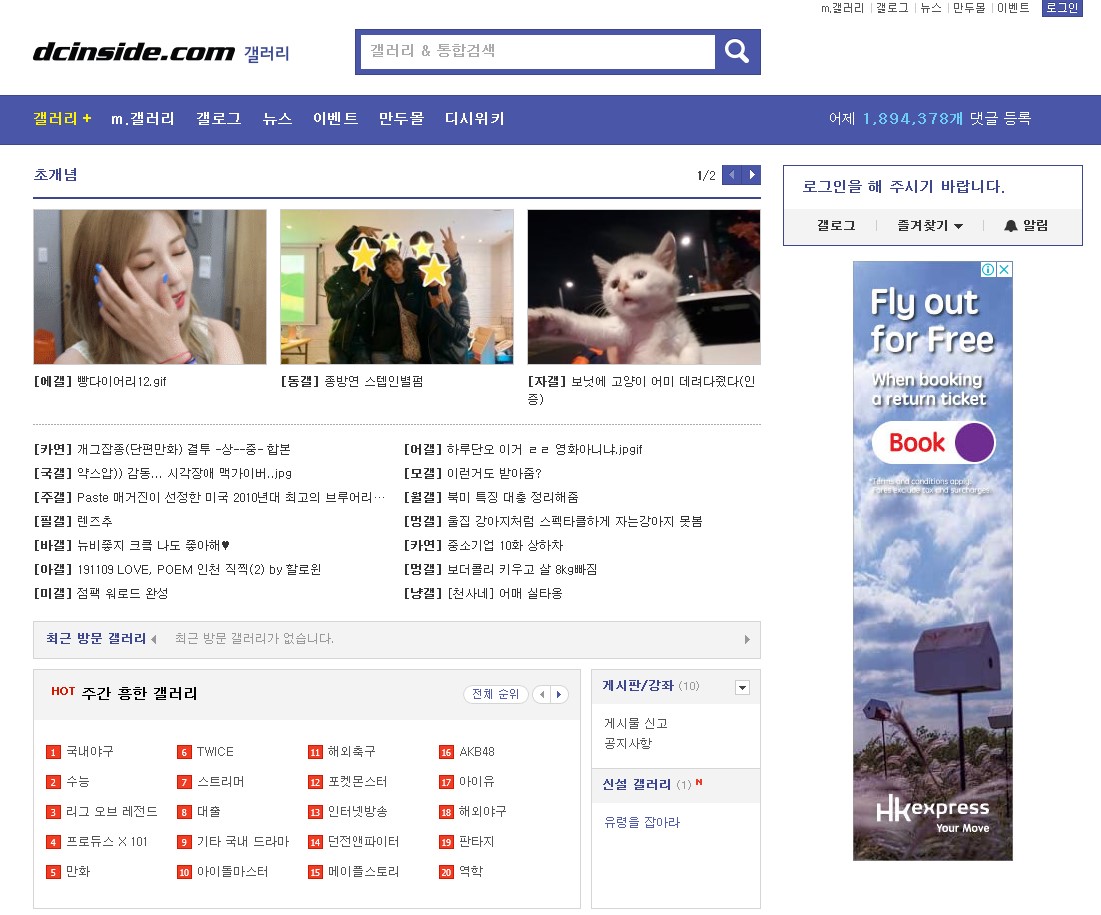 m.갤러리 갤로그 뉴스 만두몰 이벤트 로그인
dcinside.com 갤러리
갤러리 & 통합검색
갤러리 + m.갤러리 갤로그 뉴스 이벤트 만두몰 디시위키
어제 1,894,378개 댓글 등록
초개념
1/2
[에갤] 빵다이어리12.gif
[동갤] 종방연 스텝인별펌
[자갤] 보닛에 고양이 어미 데려다줬다(인
증)
[카연] 개그잡종(단편만화) 결투 -상--중- 합본
[국갤] 약스압)) 감동... 시각장애 맥가이버..jpg
[주갤] Paste 매거진이 선정한 미국 2010년대 최고의 브루어리…
[필갤] 렌즈추
[바갤] 뉴비쫑지 크킄 나도 좋아해♥
[아갤] 191109 LOVE, POEM 인천 직찍(2) by 할로윈
[미갤] 점팩 워로드 완성
[어갤] 하루단오 이거 ㄹㄹ 영화아니냐.jpgif
[모갤] 이런거도 받아줌?
[월갤] 북미 특징 대충 정리해줌
[멍갤] 울집 강아지처럼 스펙타클하게 자는강아지 못봄
[카연] 중소기업 10화 상하차
[멍갤] 보더콜리 키우고 살 8kg빠짐
[냥갤] [천사네] 어매 실타옹
최근 방문 갤러리
최근 방문 갤러리가 없습니다.
HOT 주간 흥한 갤러리
전체 순위
1 국내야구
2 수능
3 리그 오브 레전드
4 프로듀스 X 101
5 만화
6 TWICE
7 스트리머
8 대출
9 기타 국내 드라마
10 아이돌마스터
11 해외축구
12 포켓몬스터
13 인터넷방송
14 던전앤파이터
15 메이플스토리
16 AKB48
17 아이유
18 해외야구
19 판타지
20 역학
게시판/강좌 (10)
게시물 신고
공지사항
신설 갤러리 (1) N
유령을 잡아라
로그인을 해 주시기 바랍니다.
갤로그 즐겨찾기 알림
Fly out
for Free
When booking
a return ticket
Book
*Terms and conditions apply.
Fares exclude tax and surcharges.
HK express
Your Move